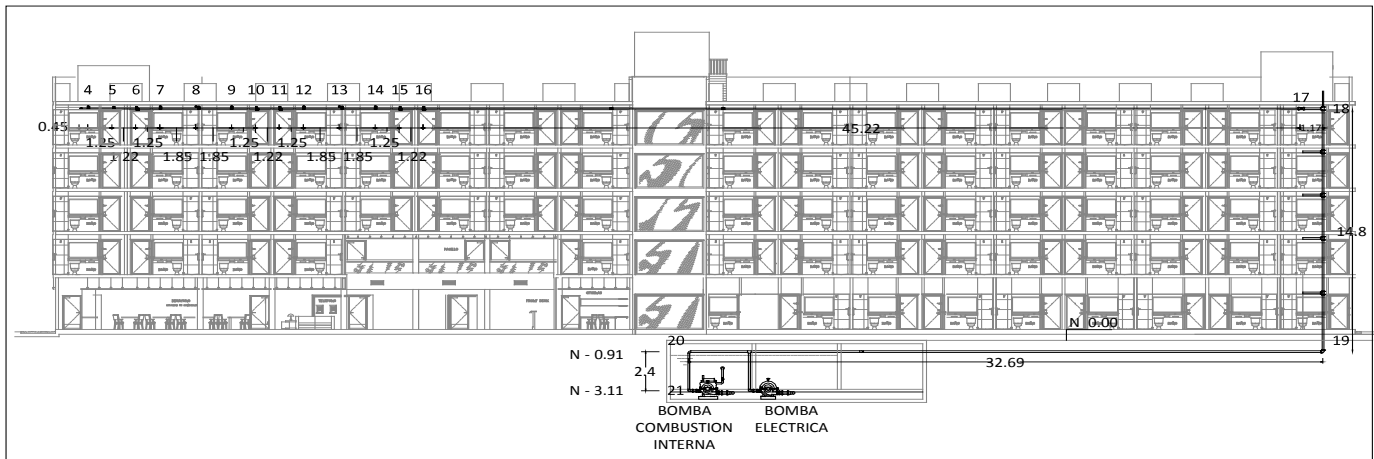 4 5 6 7 8 9 10 11 12 13 14 15 16
17
18
0.45
45.22
1.17
1.25 1.25 1.25 1.25 1.25
1.22 1.85 1.85 1.22 1.85 1.85 1.22
14.8
N 0.00
20
19
N - 0.91
32.69
2.4
N - 3.11
21
BOMBA
COMBUSTION
INTERNA
BOMBA
ELECTRICA